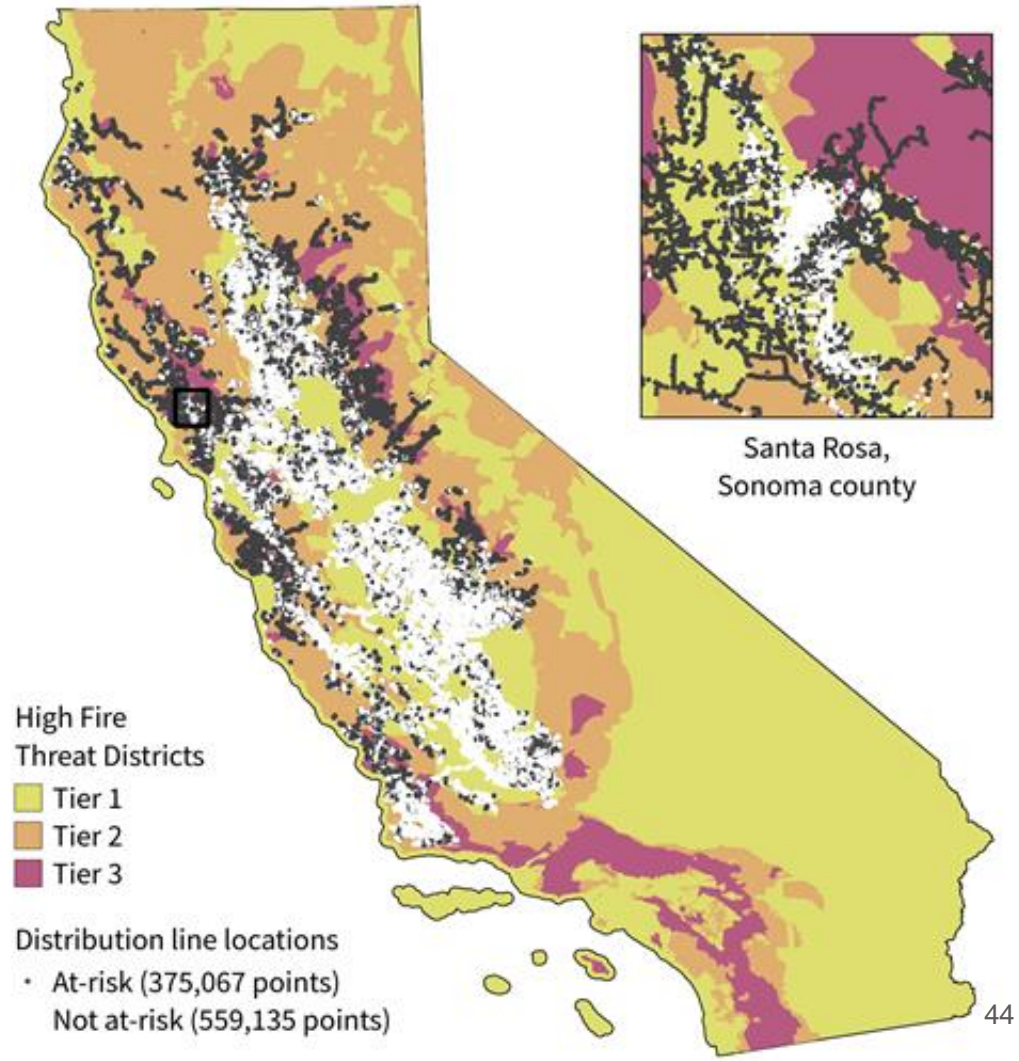 Santa Rosa,
Sonoma county
High Fire
Threat Districts
Tier 1
Tier 2
Tier 3
Distribution line locations
At-risk (375,067 points)
Not at-risk (559,135 points)
44